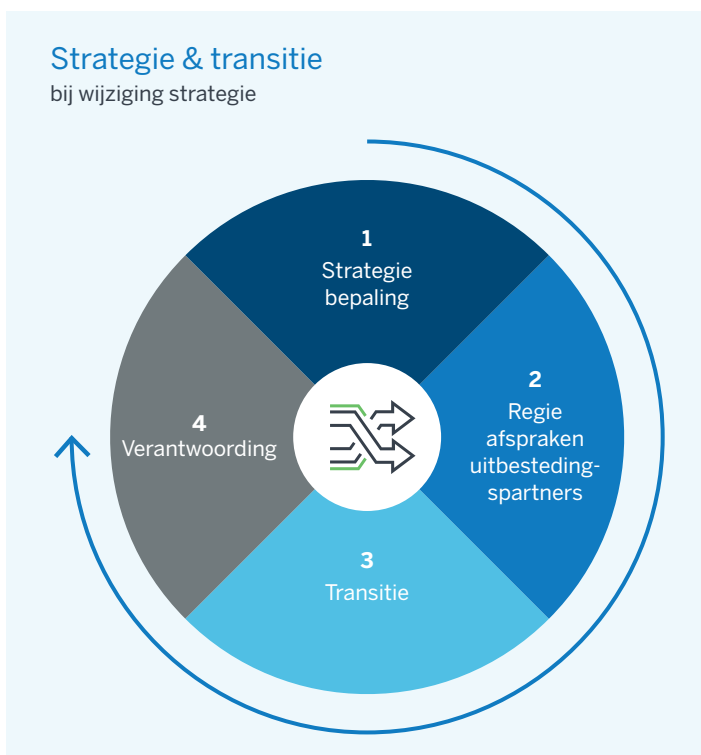 Strategie & transitie
bij wijziging strategie
1
Strategie
bepaling
2
Regie
afspraken
uitbesteding-
spartners
3
Transitie
4
Verantwoording